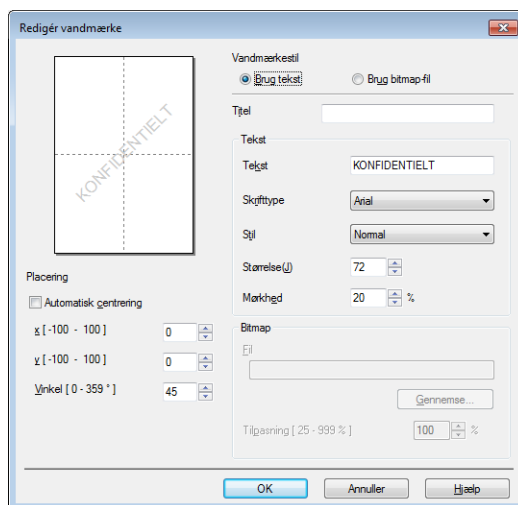 Redigér vandmærke
Vandmærkestil
Brug tekst
Brug bitmap-fil
KONFIDENTIELT
Titel
Tekst
Tekst KONFIDENTIELT
Skrifttype Arial
Stil Normal
Størrelse(J) 72
Mørkhed 20 %
Placering
Automatisk centrering
x [ -100 - 100 ] 0
y [ -100 - 100 ] 0
Vinkel [ 0 - 359 ° ] 45
Bitmap
Fil
Gennemse...
Tilpasning [ 25 - 999 % ] 100 %
OK Annuller Hjælp